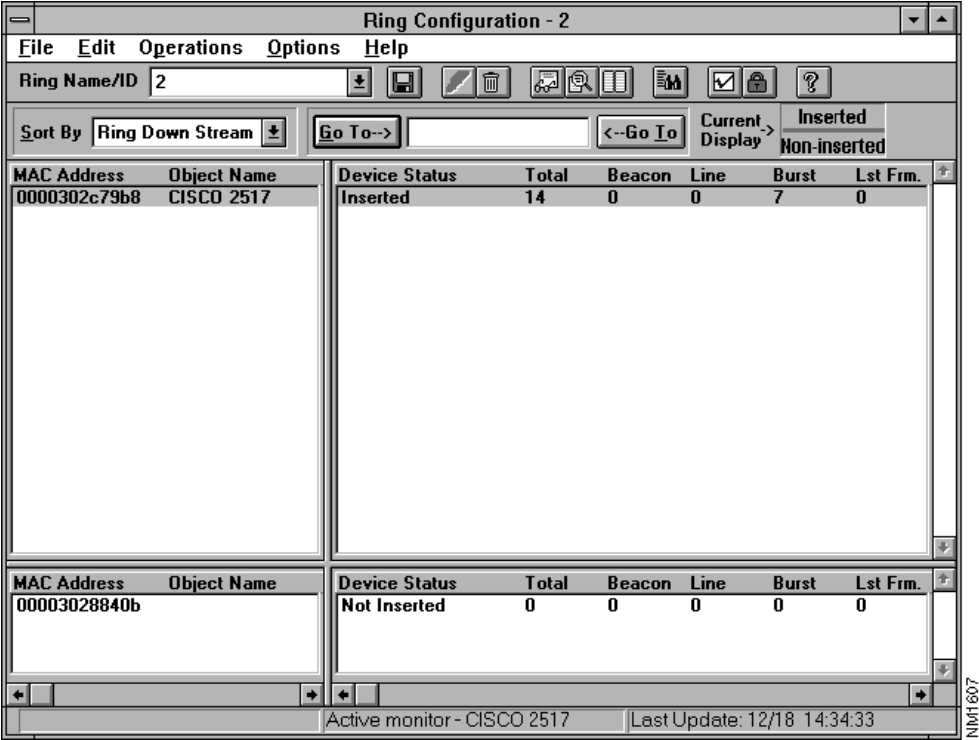 Ring Configuration - 2
File Edit Operations Options Help
Ring Name/ID 2
Sort By Ring Down Stream Go To--> <--Go To Current Display -> Inserted
Non-inserted
MAC Address Object Name Device Status Total Beacon Line Burst Lst Frm.
0000302c79b8 CISCO 2517 Inserted 14 0 0 7 0
MAC Address Object Name Device Status Total Beacon Line Burst Lst Frm.
00003028840b Not Inserted 0 0 0 0 0
Active monitor - CISCO 2517 Last Update: 12/18 14:34:33
NM1607